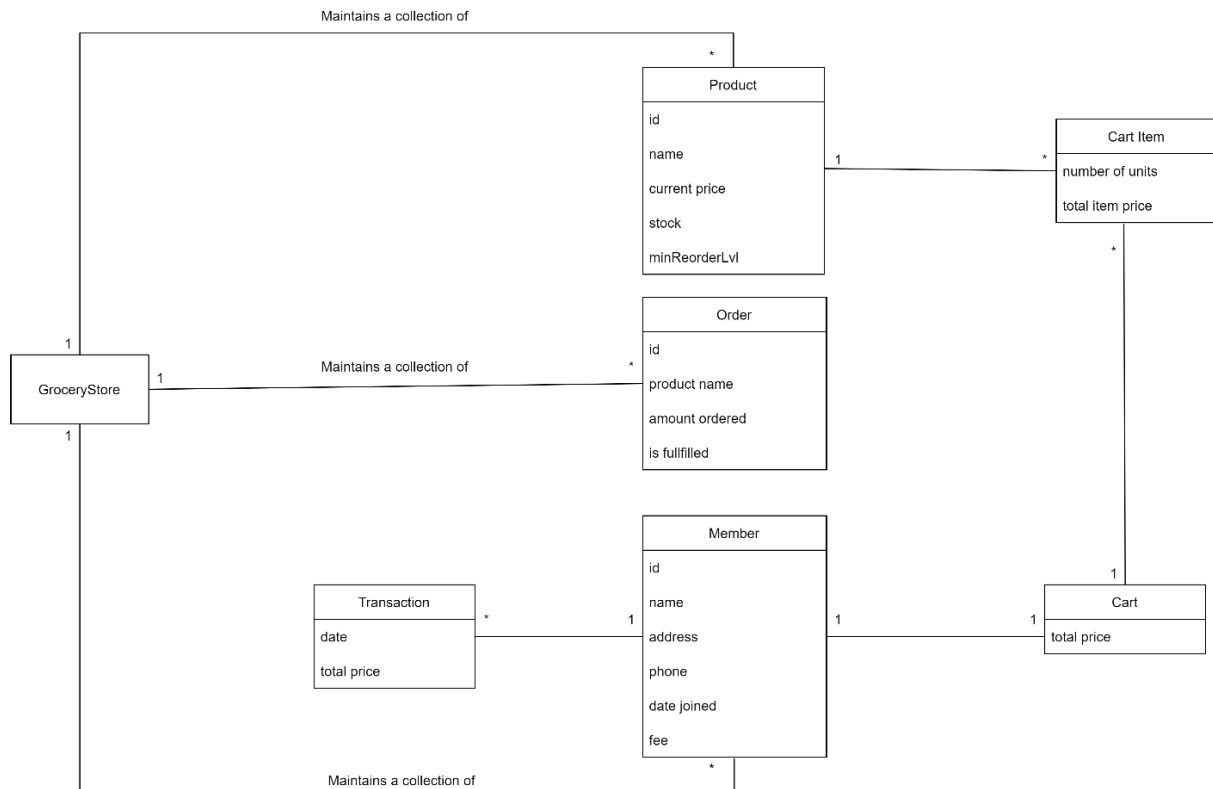 Maintains a collection of
*
Product
id
name
current price
stock
minReorderLvl
1
*
Cart Item
number of units
total item price
*
Order
id
product name
amount ordered
is fullfilled
1
GroceryStore
1
Maintains a collection of
*
1
Member
id
name
address
phone
date joined
fee
Transaction
date
total price
*
1
1
1
1
Cart
total price
Maintains a collection of
*